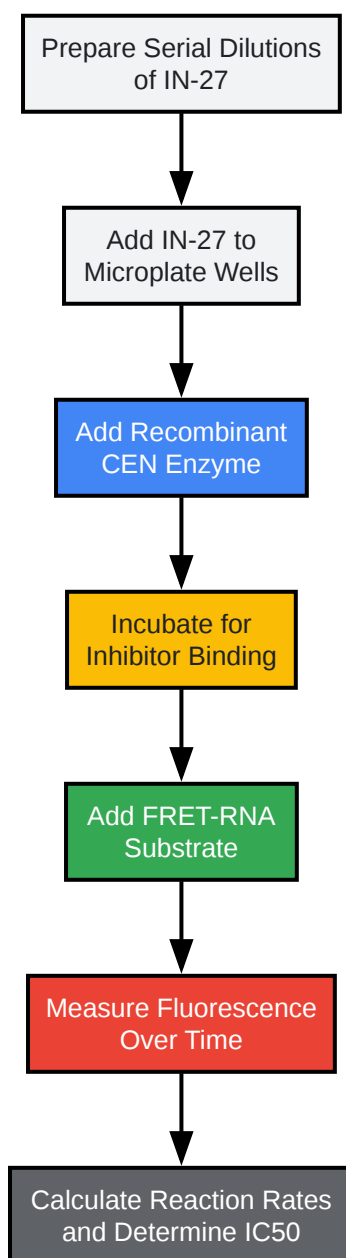 Prepare Serial Dilutions
of IN-27
Add IN-27 to
Microplate Wells
Add Recombinant
CEN Enzyme
Incubate for
Inhibitor Binding
Add FRET-RNA
Substrate
Measure Fluorescence
Over Time
Calculate Reaction Rates
and Determine IC50